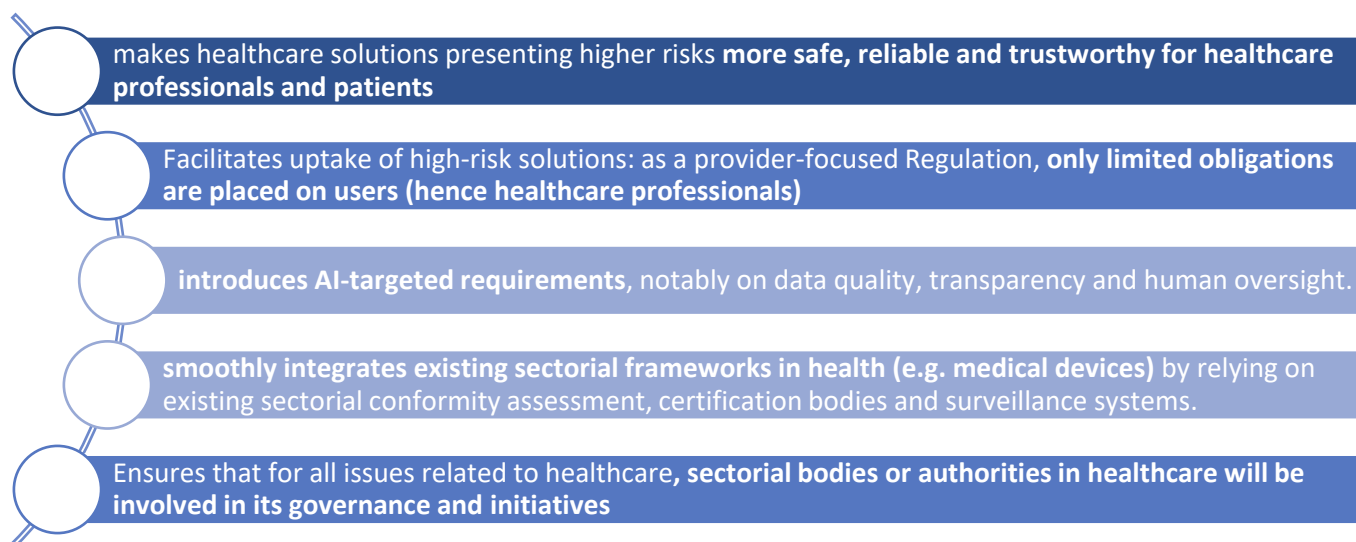 makes healthcare solutions presenting higher risks more safe, reliable and trustworthy for healthcare
professionals and patients
Facilitates uptake of high-risk solutions: as a provider-focused Regulation, only limited obligations
are placed on users (hence healthcare professionals)
introduces AI-targeted requirements, notably on data quality, transparency and human oversight.
smoothly integrates existing sectorial frameworks in health (e.g. medical devices) by relying on
existing sectorial conformity assessment, certification bodies and surveillance systems.
Ensures that for all issues related to healthcare, sectorial bodies or authorities in healthcare will be
involved in its governance and initiatives